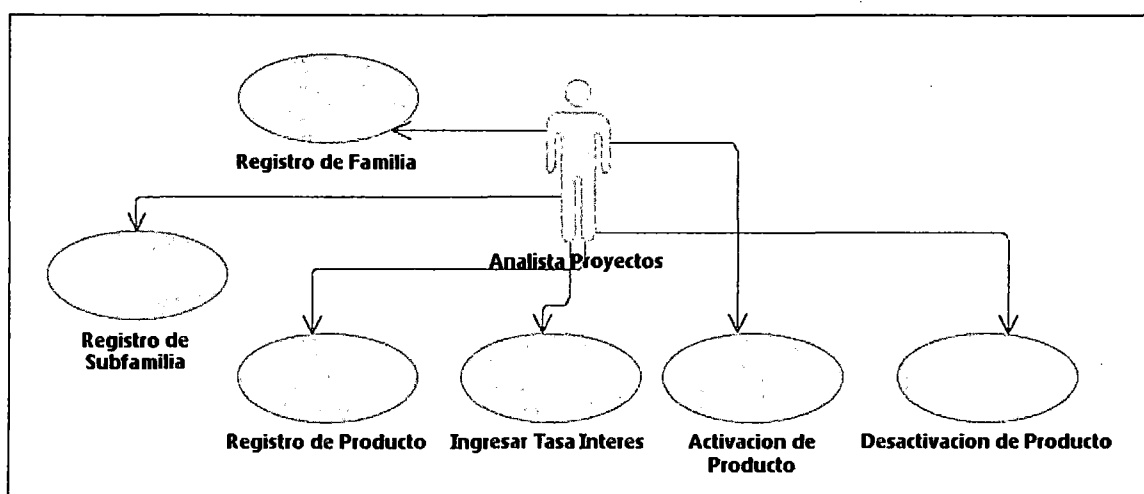 Registro de Familia
Analista Proyectos
Registro de
Subfamilia
Registro de Producto
Ingresar Tasa Interes
Activacion de
Producto
Desactivacion de Producto